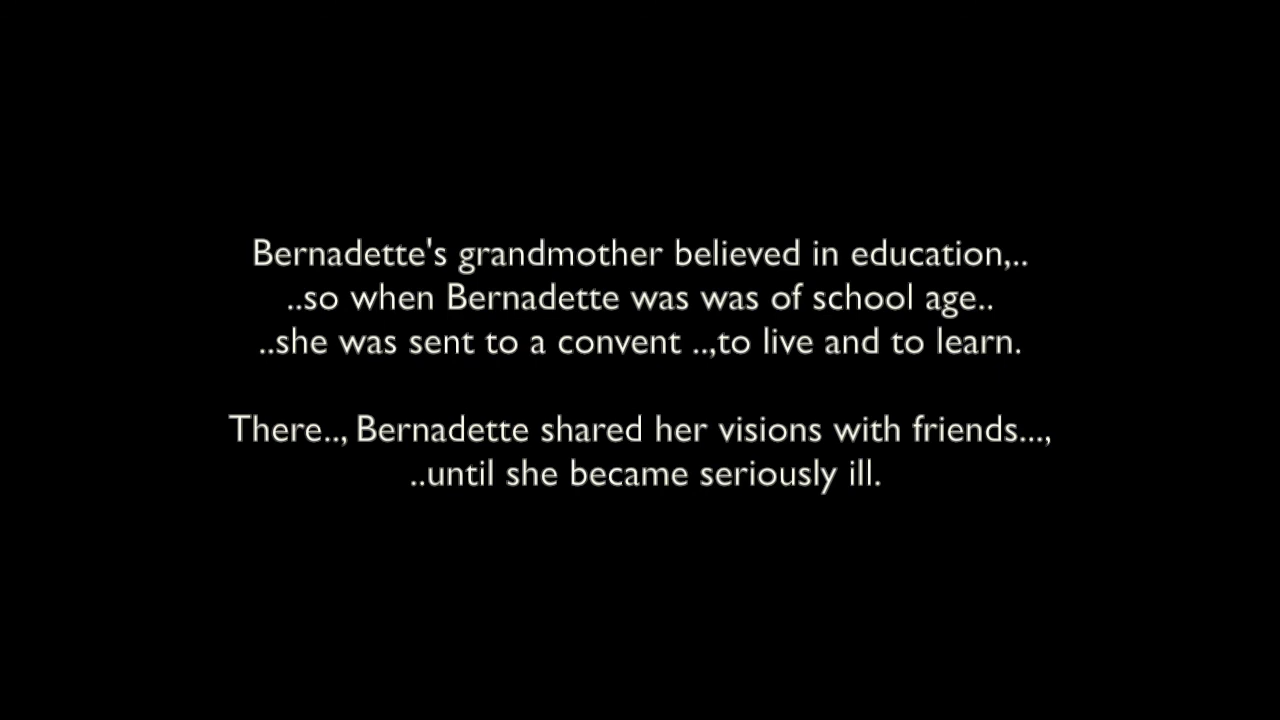 Bernadette's grandmother believed in education,..
..so when Bernadette was was of school age..
..she was sent to a convent ..,to live and to learn.
There.., Bernadette shared her visions with friends...,
..until she became seriously ill.